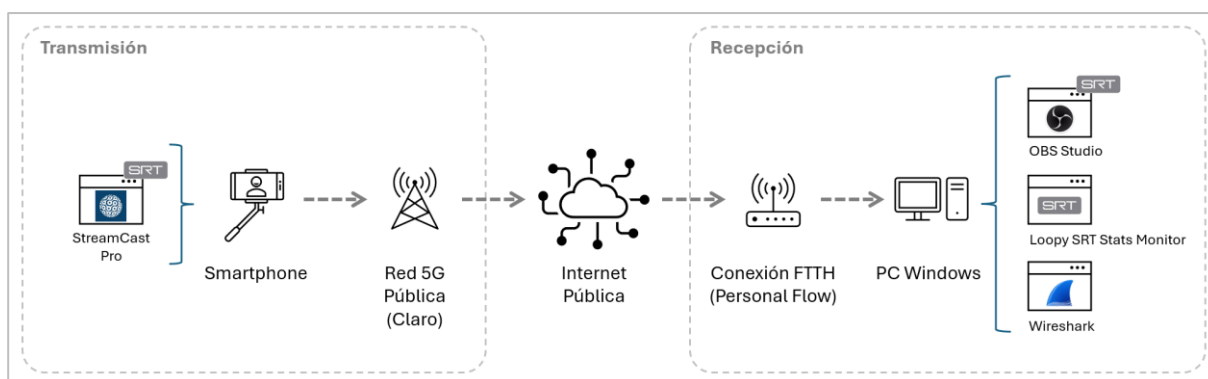 Transmisión
Recepción
SRT
StreamCast
Pro
Smartphone
Red 5G
Pública
(Claro)
Internet
Pública
Conexión FTTH
(Personal Flow)
PC Windows
SRT
OBS Studio
SRT
Loopy SRT Stats Monitor
Wireshark